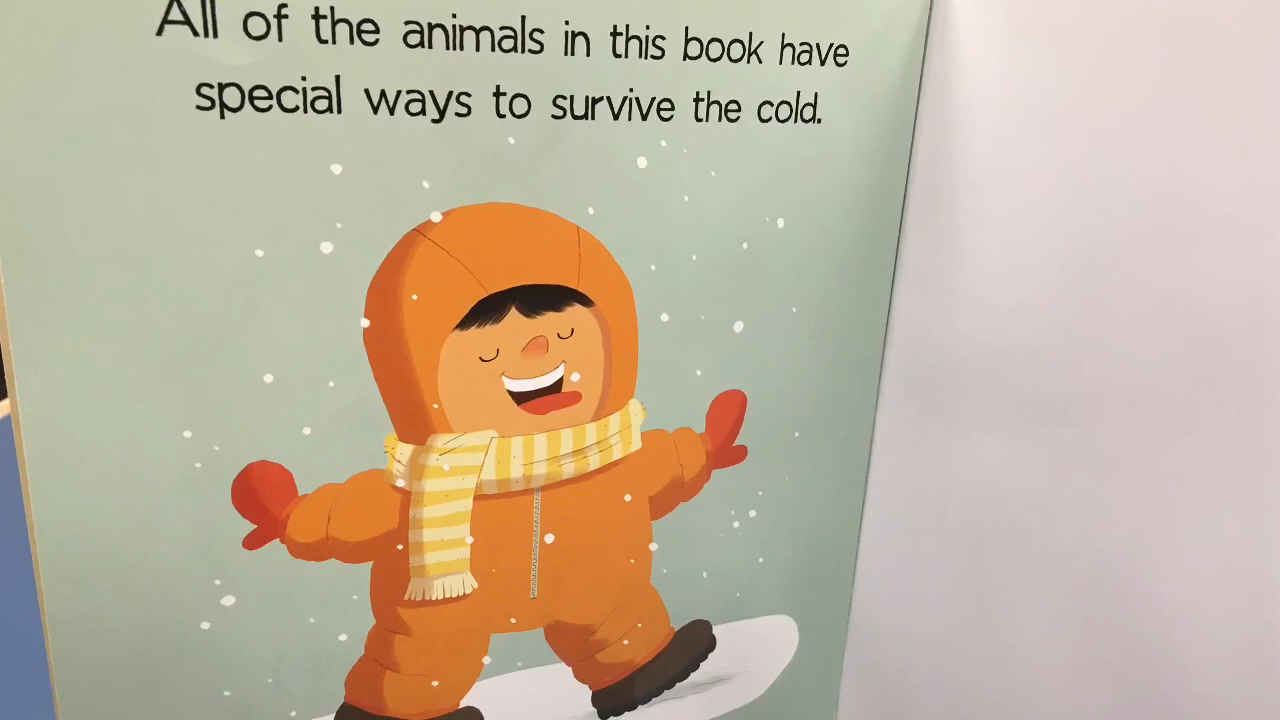 All of the animals in this book have
special ways to survive the cold.